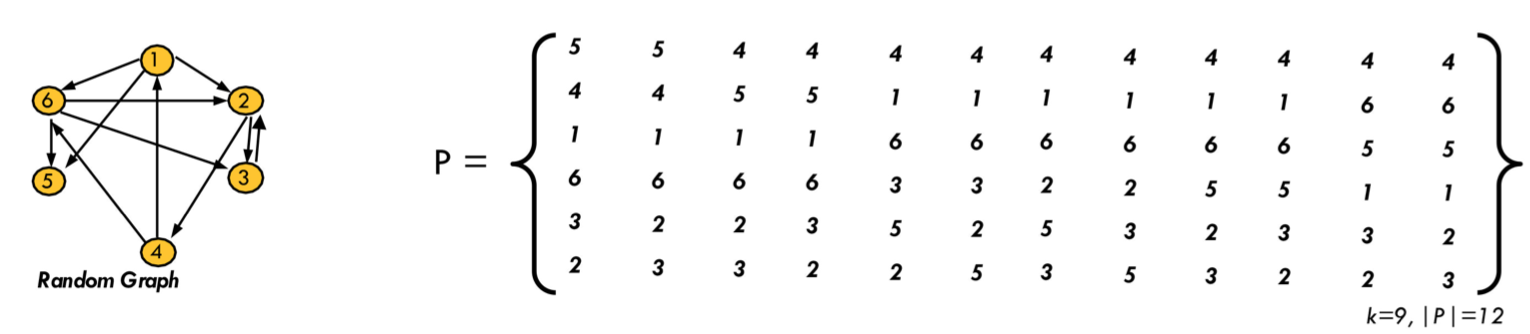 1
6 2
5 3
4
Random Graph
P =
5 5 4 4 4 4 4 4 4 4 4 4
4 4 5 5 1 1 1 1 1 1 6 6
1 1 1 1 6 6 6 6 6 6 5 5
6 6 6 6 3 3 2 2 5 5 1 1
3 2 2 3 5 2 5 3 2 3 3 2
2 3 3 2 2 5 3 5 3 2 2 3
k=9, |P|=12